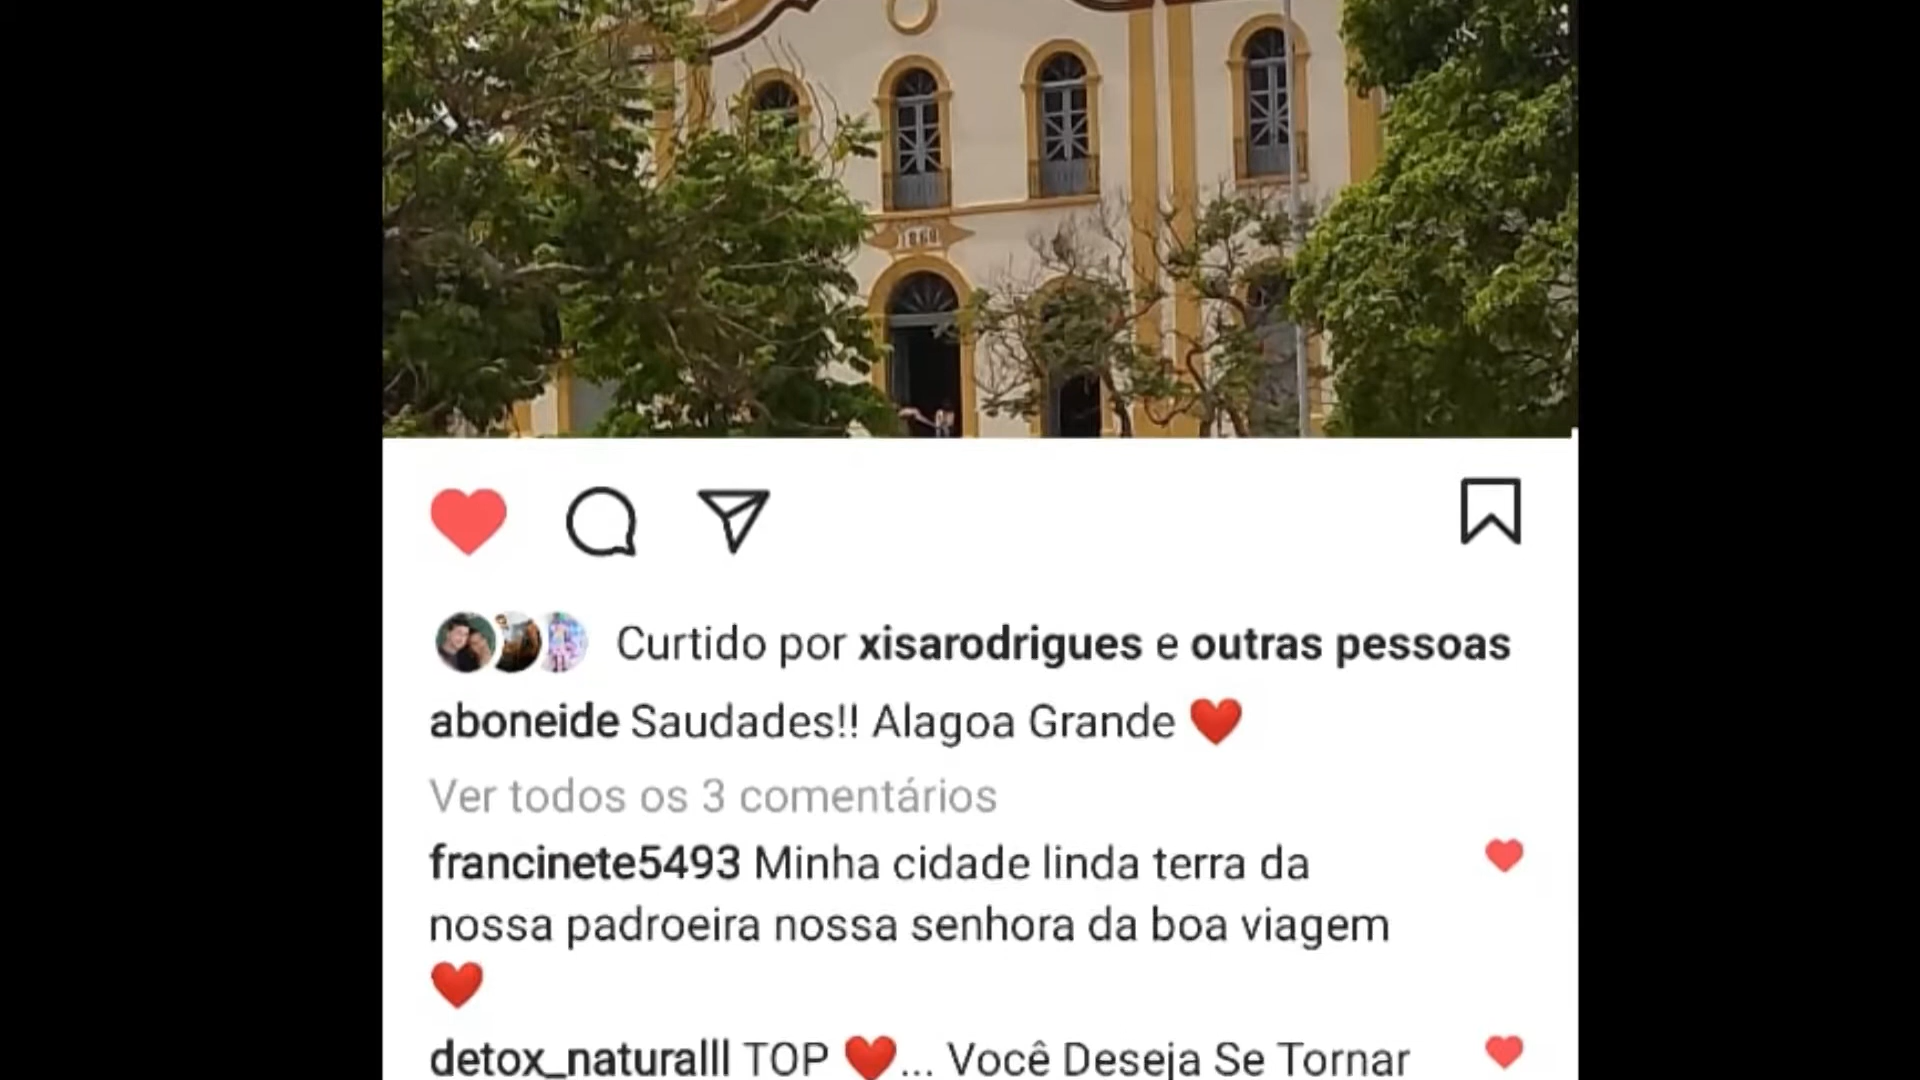 1868
Curtido por xisarodrigues e outras pessoas
aboneide Saudades!! Alagoa Grande ❤️
Ver todos os 3 comentários
francinete5493 Minha cidade linda terra da
nossa padroeira nossa senhora da boa viagem
❤️
detox_naturalll TOP ❤️... Você Deseja Se Tornar